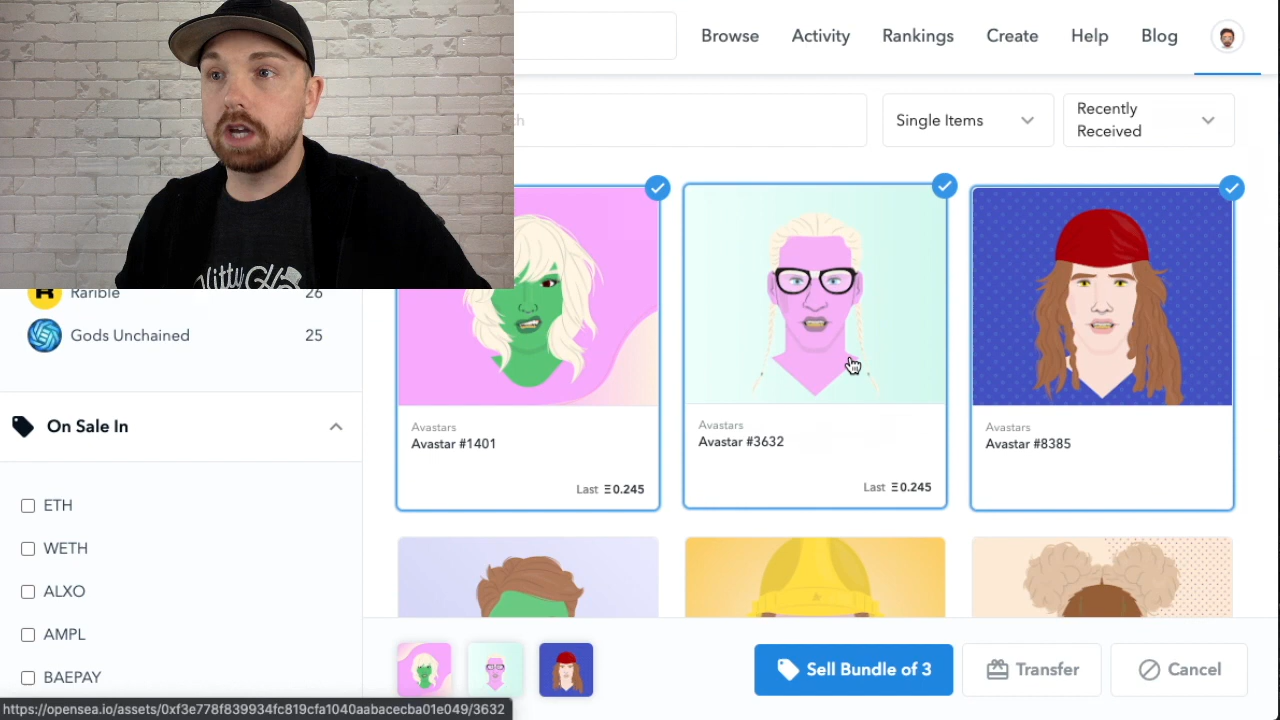 Browse
Activity
Rankings
Create
Help
Blog
Single Items
Recently
Received
Rarible
26
Gods Unchained
25
On Sale In
ETH
WETH
ALXO
AMPL
BAEPAY
Avastars
Avastar #1401
Last Ξ0.245
Avastars
Avastar #3632
Last Ξ0.245
Avastars
Avastar #8385
Sell Bundle of 3
Transfer
Cancel
https://opensea.io/assets/0xf3e778f839934fc819cfa1040aabacecba01e049/3632